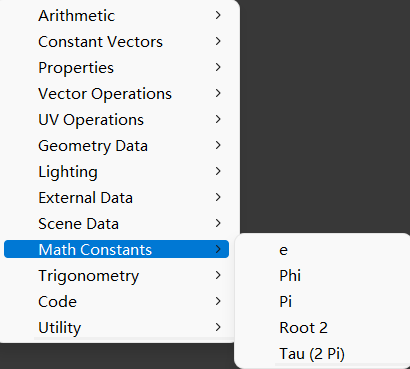 Arithmetic
Constant Vectors
Properties
Vector Operations
UV Operations
Geometry Data
Lighting
External Data
Scene Data
Math Constants
Trigonometry
Code
Utility
e
Phi
Pi
Root 2
Tau (2 Pi)